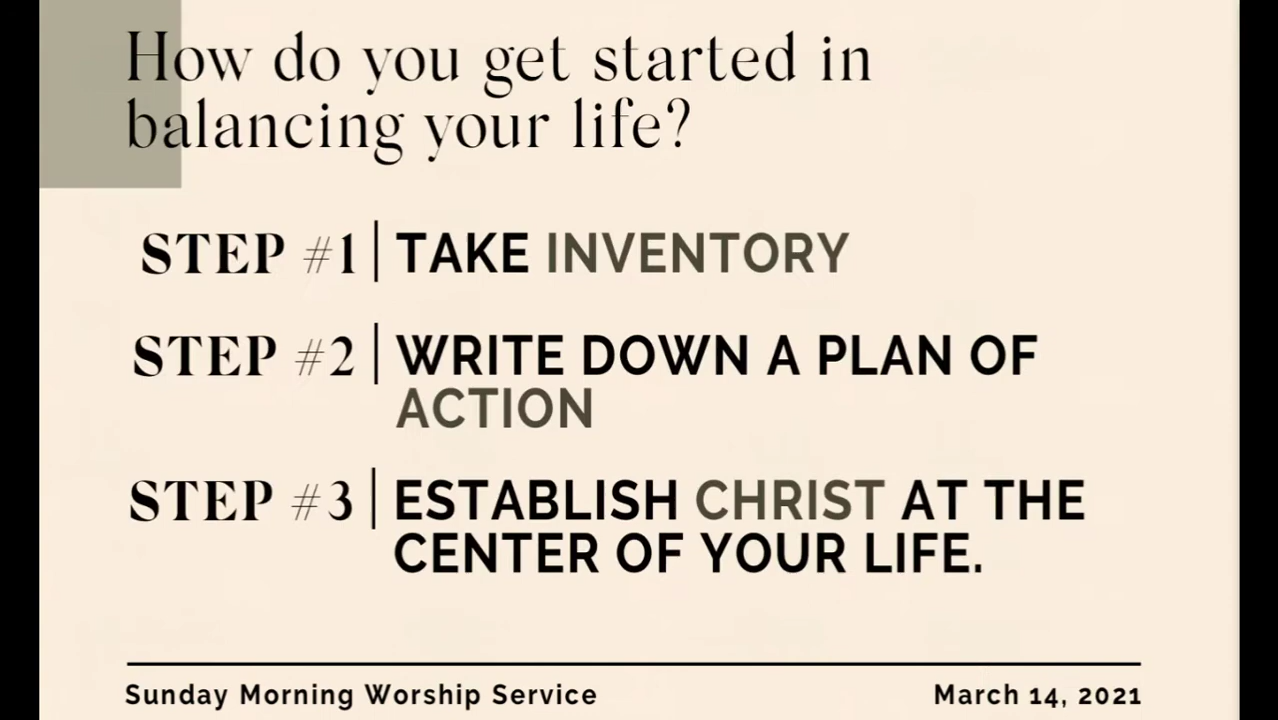 How do you get started in
balancing your life?
STEP #1 | TAKE INVENTORY
STEP #2 | WRITE DOWN A PLAN OF
ACTION
STEP #3 | ESTABLISH CHRIST AT THE
CENTER OF YOUR LIFE.
Sunday Morning Worship Service March 14, 2021